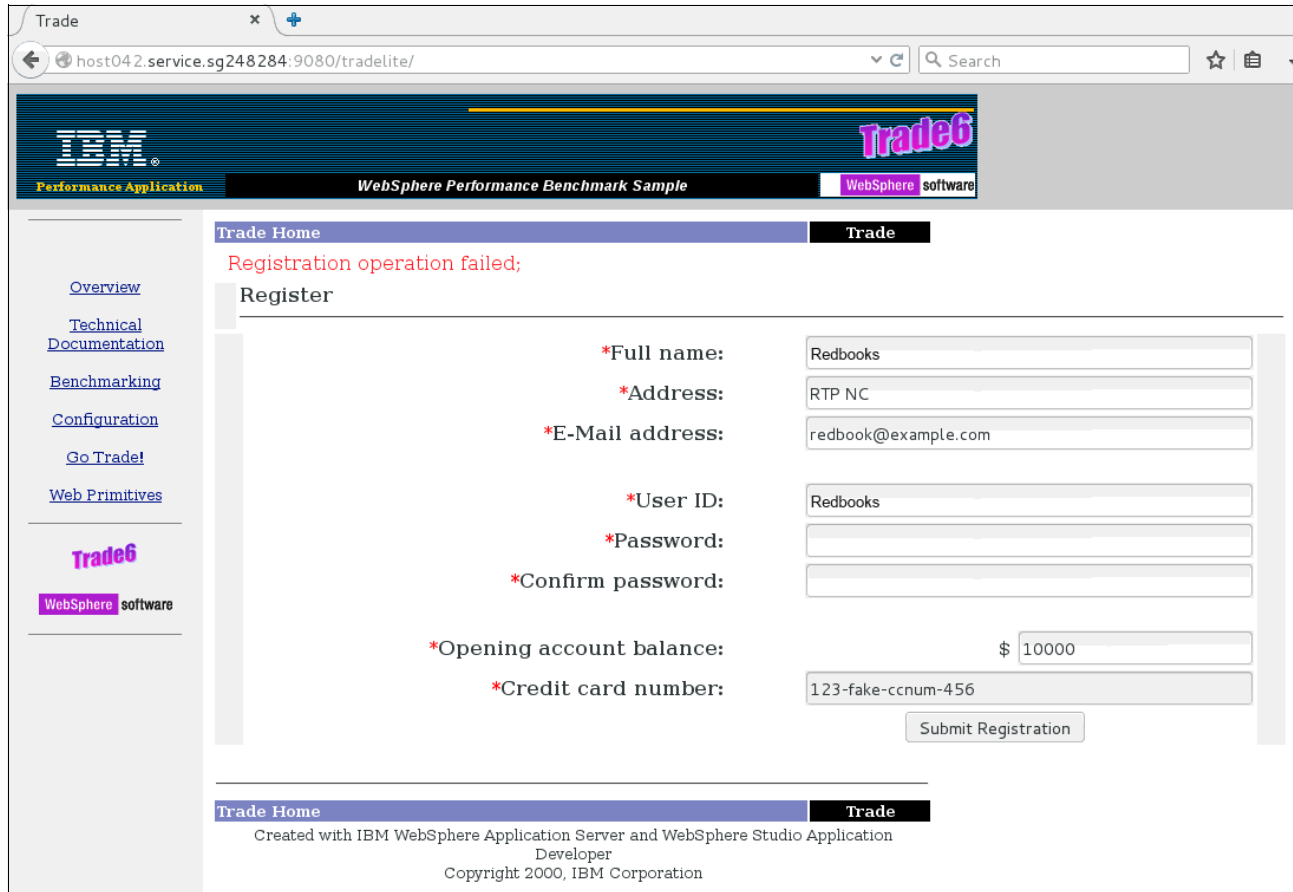 Trade
host042.service.sg248284:9080/tradelite/
Search
IBM®
Trade6
Performance Application
WebSphere Performance Benchmark Sample
WebSphere software
Overview
Technical
Documentation
Benchmarking
Configuration
Go Trade!
Web Primitives
Trade6
WebSphere software
Trade Home Trade
Registration operation failed;
Register
*Full name: Redbooks
*Address: RTP NC
*E-Mail address: redbook@example.com
*User ID: Redbooks
*Password:
*Confirm password:
*Opening account balance: $ 10000
*Credit card number: 123-fake-ccnum-456
Submit Registration
Trade Home Trade
Created with IBM WebSphere Application Server and WebSphere Studio Application
Developer
Copyright 2000, IBM Corporation